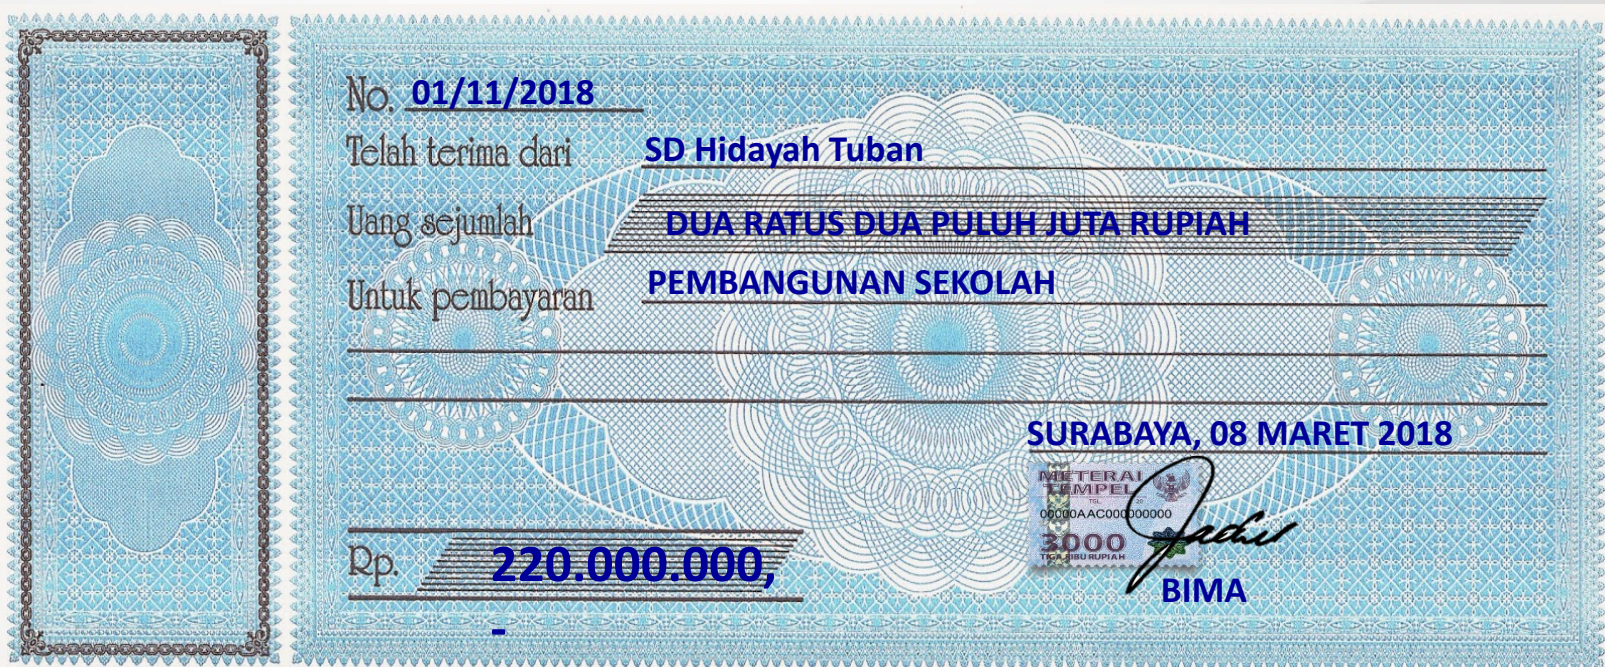 No. 01/11/2018
Telah terima dari SD Hidayah Tuban
Uang sejumlah DUA RATUS DUA PULUH JUTA RUPIAH
Untuk pembayaran PEMBANGUNAN SEKOLAH
SURABAYA, 08 MARET 2018
METERAI
TEMPEL
TGL. 20
00000AAC000000000
3000
TIGA RIBU RUPIAH
Rp. 220.000.000,
-
BIMA